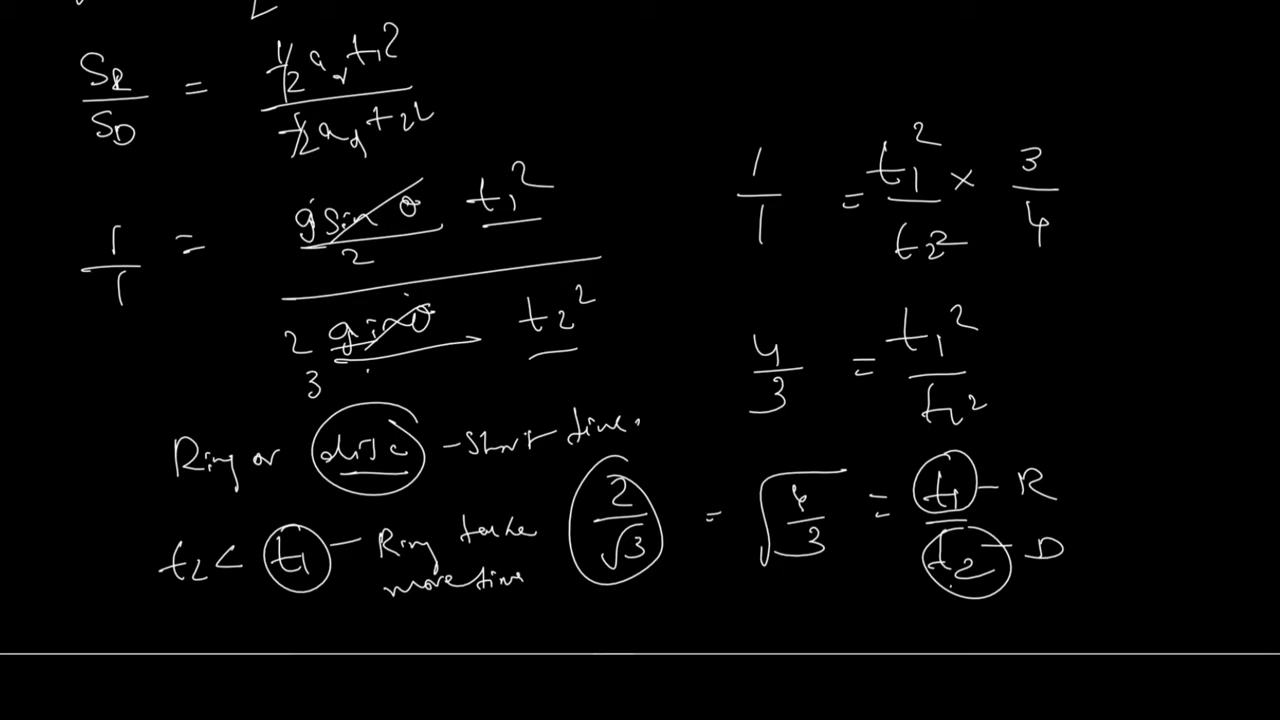 S_R / S_D = ½ a_r t₁² / ½ a_d t₂²
1/1 = (g sin θ / 2) t₁² / (2 g sin θ / 3) t₂²
Ring or disc - short time.
t₂ < t₁ - Ring take
more time
1/1 = t₁² / t₂² × 3/4
4/3 = t₁² / t₂²
2/√3 = √(4/3) = t₁ - R / t₂ - D